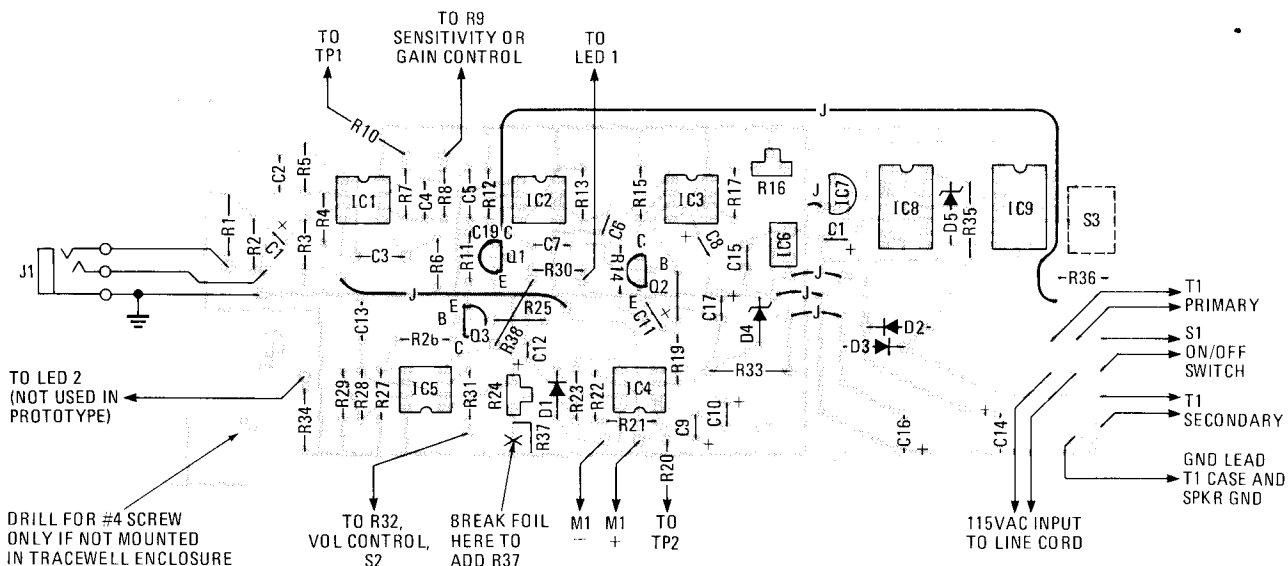 TO
TP1
TO R9
SENSITIVITY OR
GAIN CONTROL
TO
LED 1
J
R10
C2
R5
R1
R2
C1
+
R3
R4
IC1
R7
C4
R8
C5
R12
IC2
R13
R15
IC3
R17
R16
J
IC7
IC8
D5
R35
IC9
S3
J1
C3
R6
R11
C19
C
Q1
E
C7
R30
C6
C
R14
B
Q2
E
+
C8
C15
IC6
C1
+
J
R36
J
E
B
Q3
C
R38
R25
C11
+
C17
+
D4
J
J
D2
D3
C13
R26
+
C12
R19
R33
T1
PRIMARY
S1
ON/OFF
SWITCH
T1
SECONDARY
GND LEAD
T1 CASE AND
SPKR GND
TO LED 2
(NOT USED IN
PROTOTYPE)
R34
R29
R28
R27
IC5
R31
R24
D1
R23
R22
IC4
R21
R37
R20
C9
+
C10
+
C16
+
C14
+
DRILL FOR #4 SCREW
ONLY IF NOT MOUNTED
IN TRACEWELL ENCLOSURE
TO R32,
VOL CONTROL,
S2
BREAK FOIL
HERE TO
ADD R37
M1
–
M1
+
TO
TP2
115VAC INPUT
TO LINE CORD